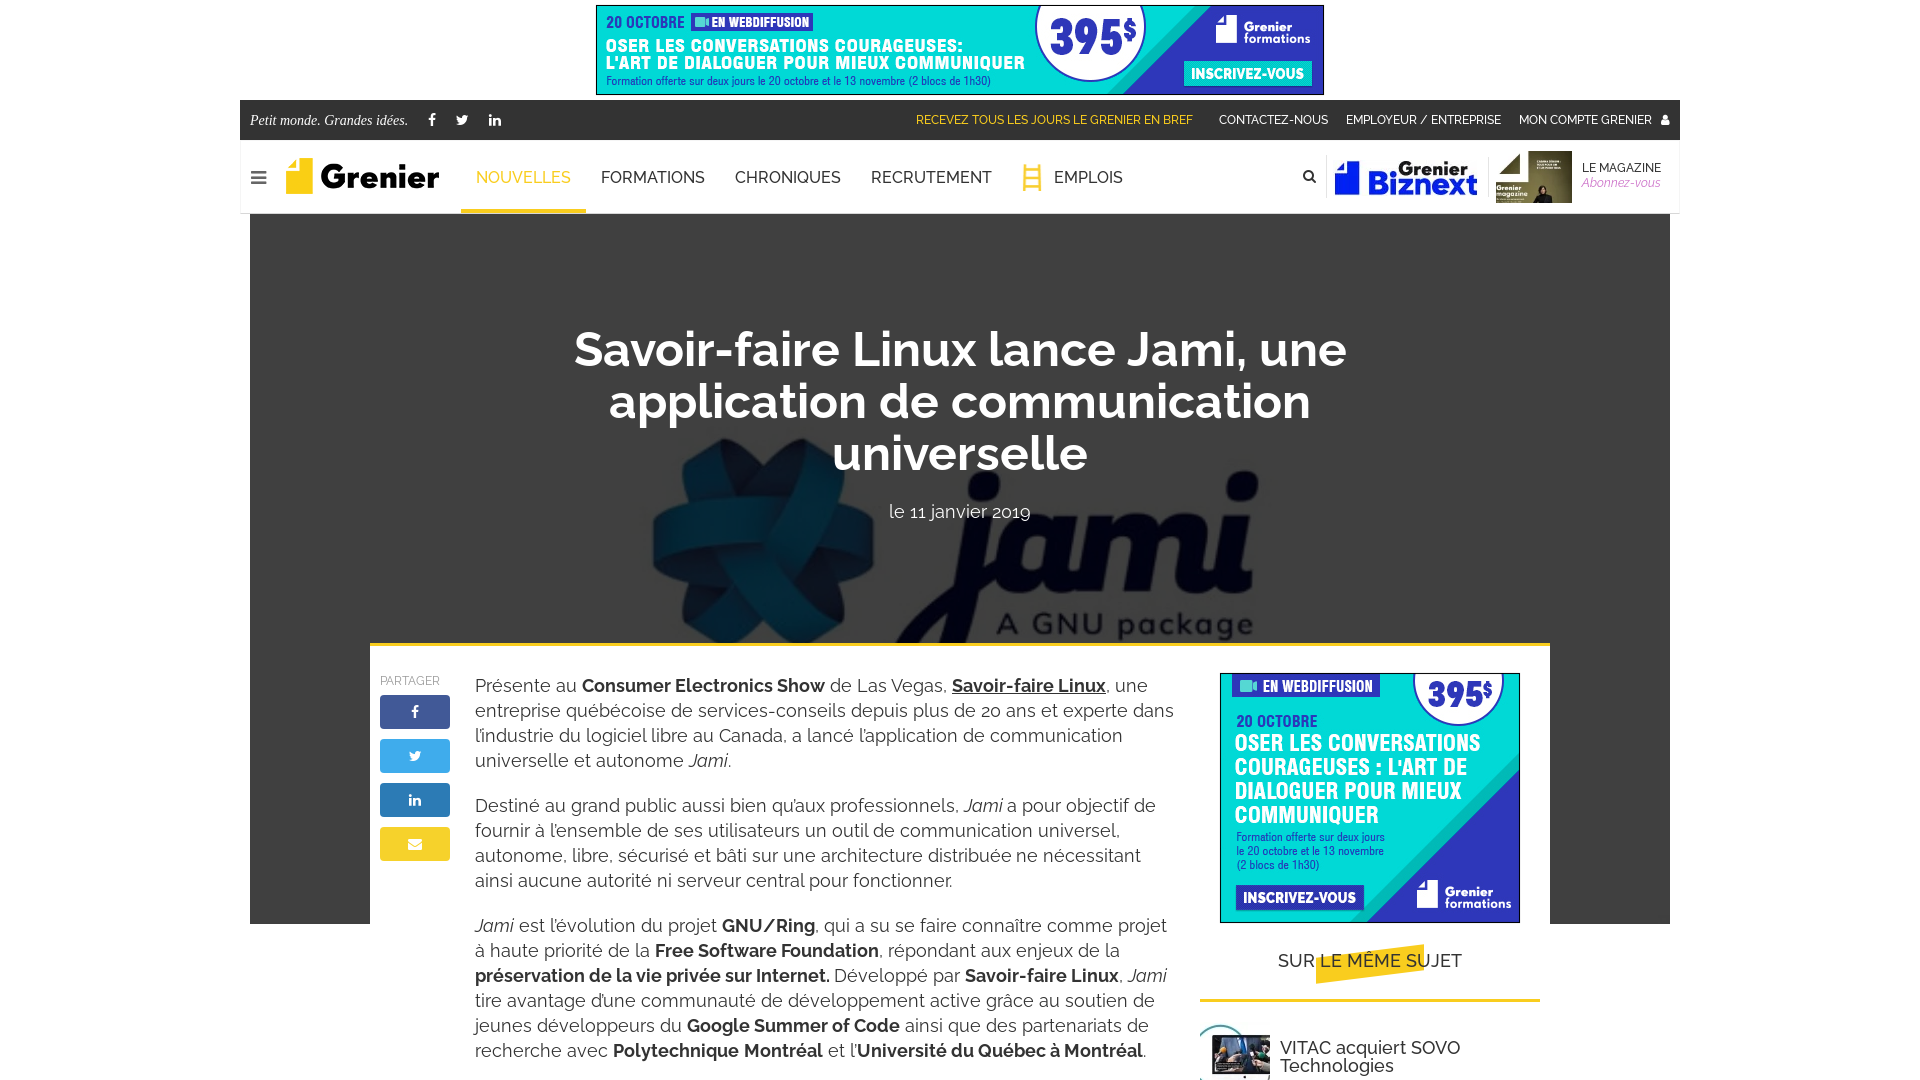 20 OCTOBRE EN WEBDIFFUSION
OSER LES CONVERSATIONS COURAGEUSES:
L'ART DE DIALOGUER POUR MIEUX COMMUNIQUER
Formation offerte sur deux jours le 20 octobre et le 13 novembre (2 blocs de 1h30)
395$
Grenier
formations
INSCRIVEZ-VOUS
Petit monde. Grandes idées.
RECEVEZ TOUS LES JOURS LE GRENIER EN BREF
CONTACTEZ-NOUS
EMPLOYEUR / ENTREPRISE
MON COMPTE GRENIER
Grenier
NOUVELLES
FORMATIONS
CHRONIQUES
RECRUTEMENT
EMPLOIS
Grenier
Biznext
Grenier
magazine
LE MAGAZINE
Abonnez-vous
Savoir-faire Linux lance Jami, une
application de communication
universelle
le 11 janvier 2019
jami
A GNU package
PARTAGER
Présente au Consumer Electronics Show de Las Vegas, Savoir-faire Linux, une
entreprise québécoise de services-conseils depuis plus de 20 ans et experte dans
l’industrie du logiciel libre au Canada, a lancé l’application de communication
universelle et autonome Jami.
Destiné au grand public aussi bien qu’aux professionnels, Jami a pour objectif de
fournir à l’ensemble de ses utilisateurs un outil de communication universel,
autonome, libre, sécurisé et bâti sur une architecture distribuée ne nécessitant
ainsi aucune autorité ni serveur central pour fonctionner.
Jami est l’évolution du projet GNU/Ring, qui a su se faire connaître comme projet
à haute priorité de la Free Software Foundation, répondant aux enjeux de la
préservation de la vie privée sur Internet. Développé par Savoir-faire Linux, Jami
tire avantage d’une communauté de développement active grâce au soutien de
jeunes développeurs du Google Summer of Code ainsi que des partenariats de
recherche avec Polytechnique Montréal et l’Université du Québec à Montréal.
EN WEBDIFFUSION
395$
20 OCTOBRE
OSER LES CONVERSATIONS
COURAGEUSES : L'ART DE
DIALOGUER POUR MIEUX
COMMUNIQUER
Formation offerte sur deux jours
le 20 octobre et le 13 novembre
(2 blocs de 1h30)
INSCRIVEZ-VOUS
Grenier
formations
SUR LE MÊME SUJET
VITAC acquiert SOVO
Technologies